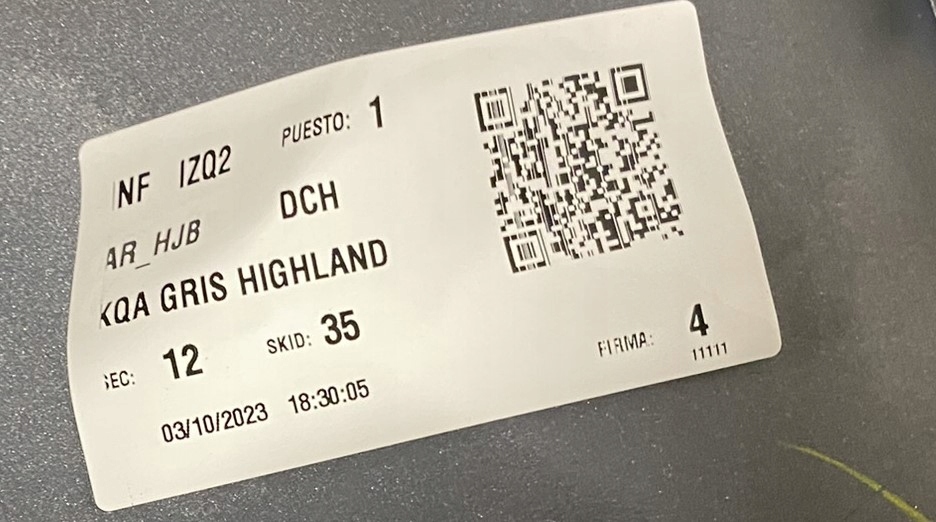 NF IZQ2 PUESTO: 1
AR_HJB DCH
KQA GRIS HIGHLAND
SEC: 12 SKID: 35
03/10/2023 18:30:05
FIRMA: 4
11111